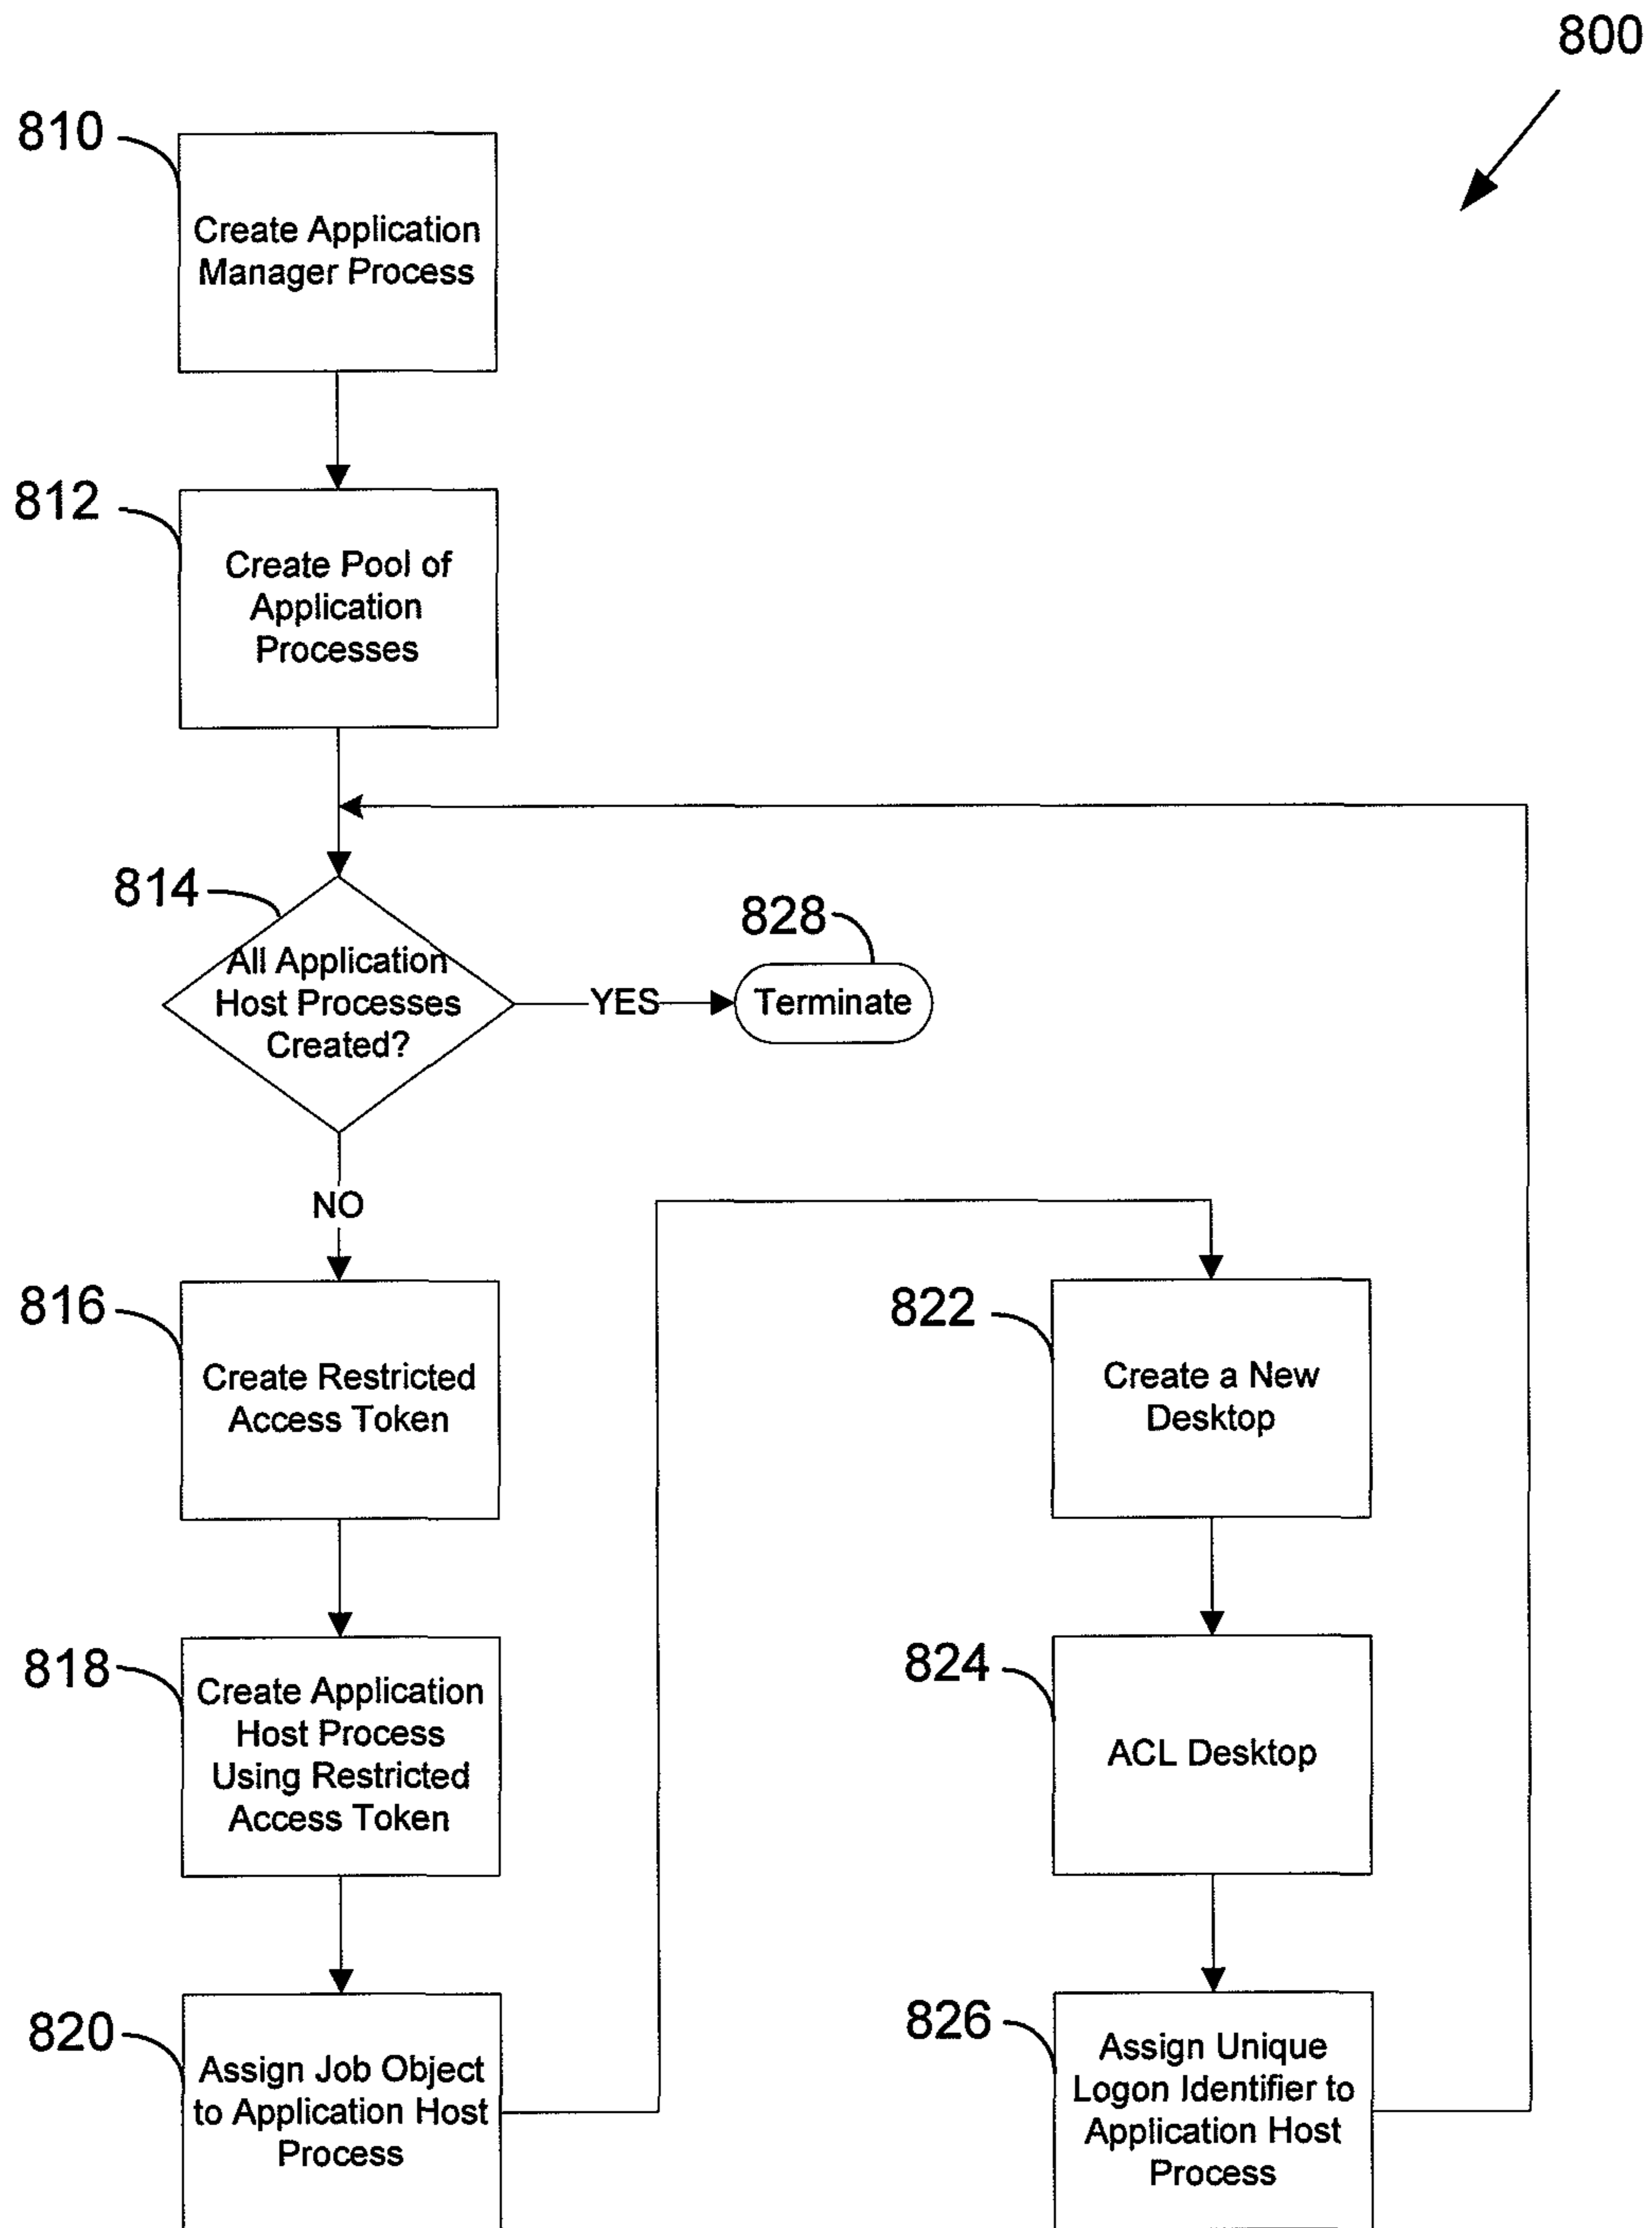 800
810
Create Application
Manager Process
812
Create Pool of
Application
Processes
814
All Application
Host Processes
Created?
YES
828
Terminate
NO
816
Create Restricted
Access Token
818
Create Application
Host Process
Using Restricted
Access Token
820
Assign Job Object
to Application Host
Process
822
Create a New
Desktop
824
ACL Desktop
826
Assign Unique
Logon Identifier to
Application Host
Process